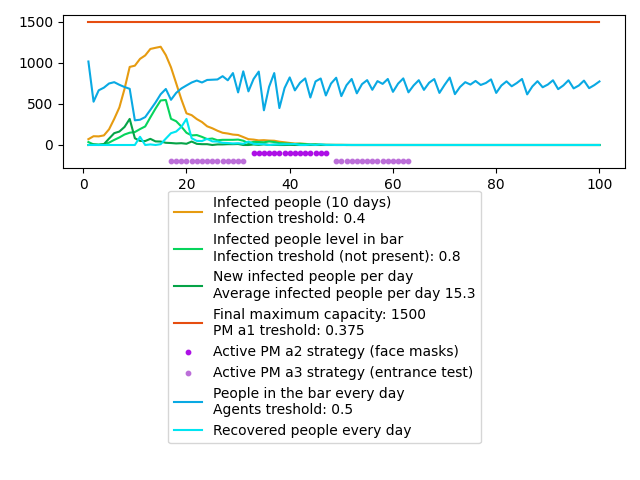 1500
1000
500
0
0 20 40 60 80 100
Infected people (10 days)
Infection treshold: 0.4
Infected people level in bar
Infection treshold (not present): 0.8
New infected people per day
Average infected people per day 15.3
Final maximum capacity: 1500
PM a1 treshold: 0.375
Active PM a2 strategy (face masks)
Active PM a3 strategy (entrance test)
People in the bar every day
Agents treshold: 0.5
Recovered people every day